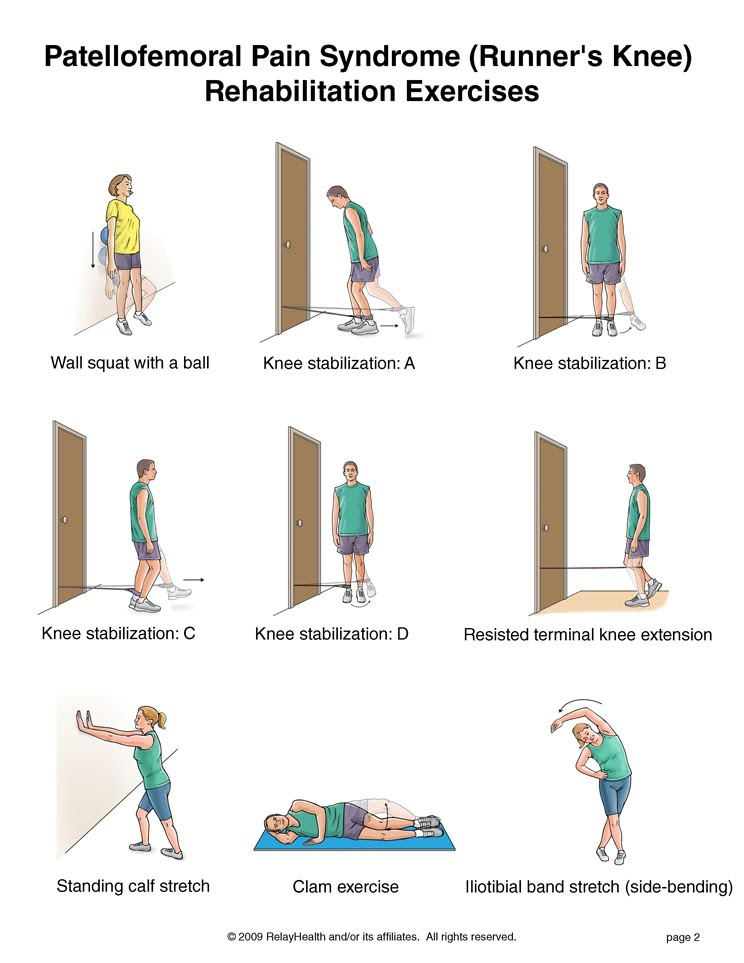 Patellofemoral Pain Syndrome (Runner's Knee)
Rehabilitation Exercises
Wall squat with a ball
Knee stabilization: A
Knee stabilization: B
Knee stabilization: C
Knee stabilization: D
Resisted terminal knee extension
Standing calf stretch
Clam exercise
Iliotibial band stretch (side-bending)
© 2009 RelayHealth and/or its affiliates. All rights reserved.
page 2